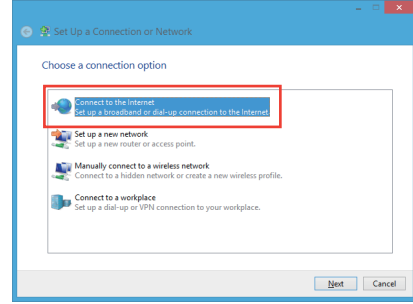 Set Up a Connection or Network
Choose a connection option
Connect to the Internet
Set up a broadband or dial-up connection to the Internet.
Set up a new network
Set up a new router or access point.
Manually connect to a wireless network
Connect to a hidden network or create a new wireless profile.
Connect to a workplace
Set up a dial-up or VPN connection to your workplace.
Next Cancel